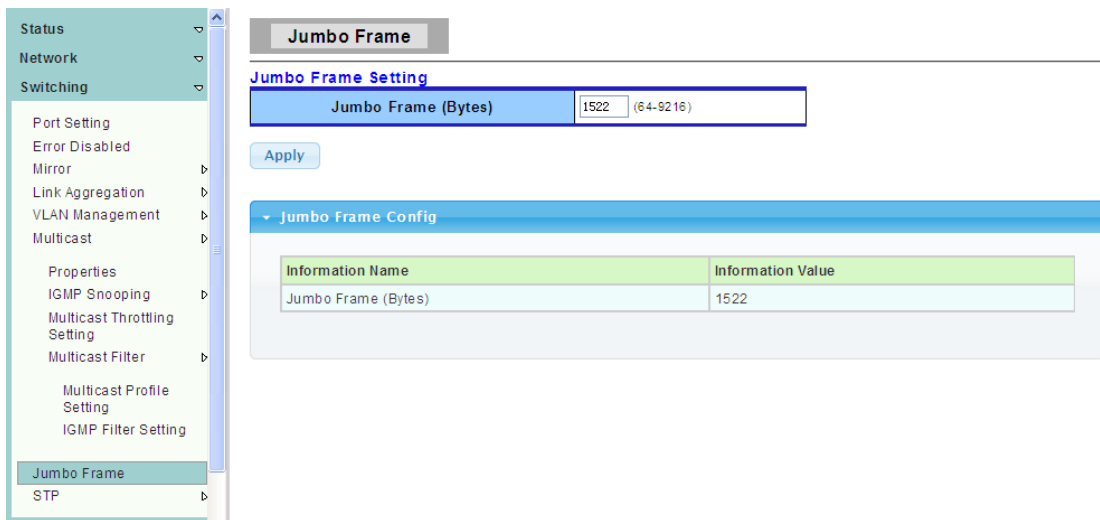 Status
Network
Switching
Port Setting
Error Disabled
Mirror
Link Aggregation
VLAN Management
Multicast
Properties
IGMP Snooping
Multicast Throttling
Setting
Multicast Filter
Multicast Profile
Setting
IGMP Filter Setting
Jumbo Frame
STP
Jumbo Frame
Jumbo Frame Setting
Jumbo Frame (Bytes) 1522 (64-9216)
Apply
Jumbo Frame Config
Information Name Information Value
Jumbo Frame (Bytes) 1522